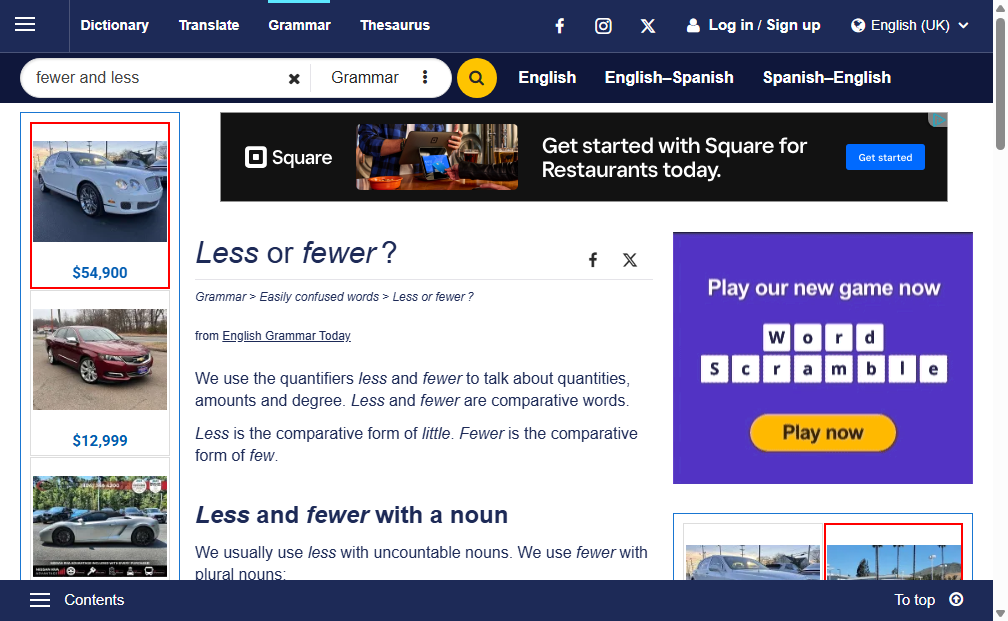 Dictionary Translate Grammar Thesaurus Log in / Sign up English (UK)
fewer and less Grammar English English–Spanish Spanish–English
Square
Get started with Square for
Restaurants today.
Get started
$54,900
$12,999
Less or fewer?
Grammar > Easily confused words > Less or fewer?
from English Grammar Today
We use the quantifiers less and fewer to talk about quantities,
amounts and degree. Less and fewer are comparative words.
Less is the comparative form of little. Fewer is the comparative
form of few.
Less and fewer with a noun
We usually use less with uncountable nouns. We use fewer with
plural nouns:
Play our new game now
Word
Scramble
Play now
Contents To top